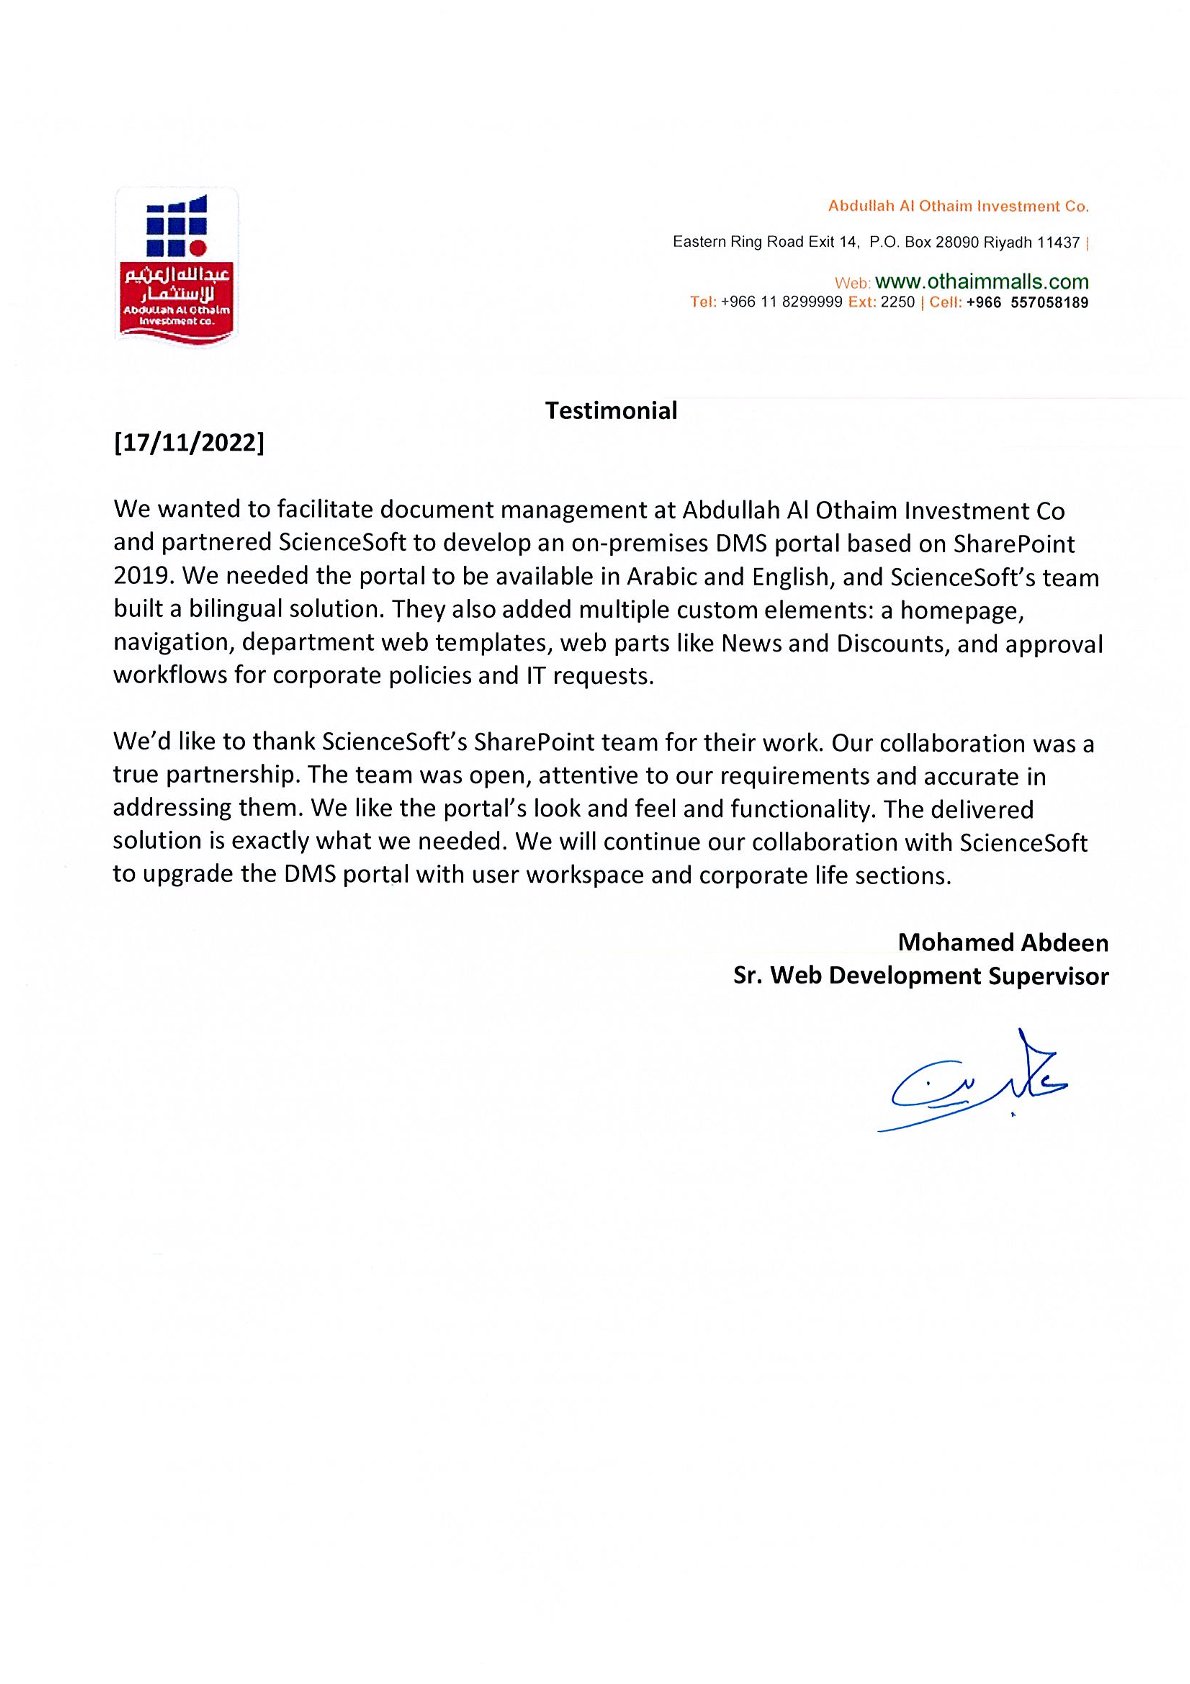 عبدالله العثيم
للإستثمار
Abdullah AL Othaim
Investment co.
Abdullah Al Othaim Investment Co.
Eastern Ring Road Exit 14, P.O. Box 28090 Riyadh 11437 |
Web: www.othaimmalls.com
Tel: +966 11 8299999 Ext: 2250 | Cell: +966 557058189
Testimonial
[17/11/2022]
We wanted to facilitate document management at Abdullah Al Othaim Investment Co
and partnered ScienceSoft to develop an on-premises DMS portal based on SharePoint
2019. We needed the portal to be available in Arabic and English, and ScienceSoft’s team
built a bilingual solution. They also added multiple custom elements: a homepage,
navigation, department web templates, web parts like News and Discounts, and approval
workflows for corporate policies and IT requests.
We’d like to thank ScienceSoft’s SharePoint team for their work. Our collaboration was a
true partnership. The team was open, attentive to our requirements and accurate in
addressing them. We like the portal’s look and feel and functionality. The delivered
solution is exactly what we needed. We will continue our collaboration with ScienceSoft
to upgrade the DMS portal with user workspace and corporate life sections.
Mohamed Abdeen
Sr. Web Development Supervisor
عابدين